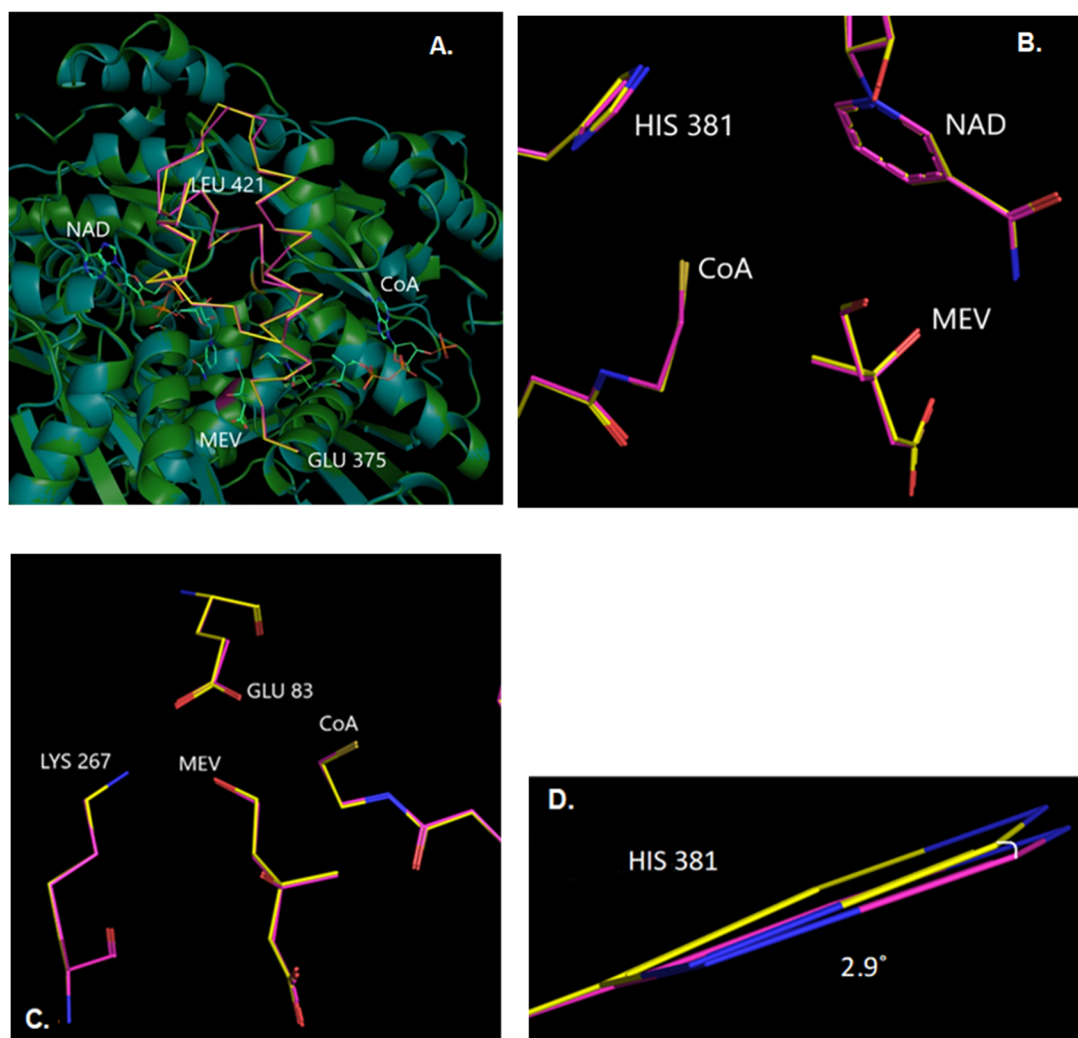 A.
LEU 421
NAD
CoA
MEV
GLU 375
B.
HIS 381
NAD
CoA
MEV
GLU 83
CoA
LYS 267
MEV
C.
D.
HIS 381
2.9°